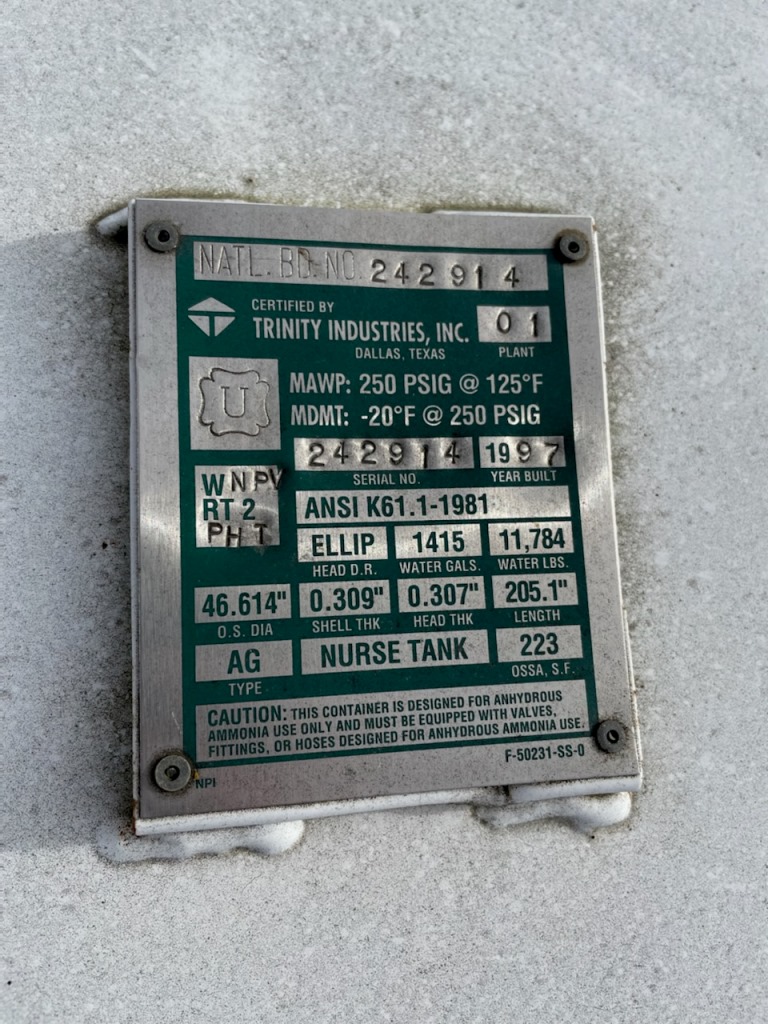 NATL. BD. NO. 242914
CERTIFIED BY
TRINITY INDUSTRIES, INC. 01
DALLAS, TEXAS PLANT
U
MAWP: 250 PSIG @ 125°F
MDMT: -20°F @ 250 PSIG
242914 1997
SERIAL NO. YEAR BUILT
W N PV
RT 2
PH T
ANSI K61.1-1981
ELLIP 1415 11,784
HEAD D.R. WATER GALS. WATER LBS.
46.614" 0.309" 0.307" 205.1"
O.S. DIA SHELL THK HEAD THK LENGTH
AG NURSE TANK 223
TYPE OSSA, S.F.
CAUTION: THIS CONTAINER IS DESIGNED FOR ANHYDROUS
AMMONIA USE ONLY AND MUST BE EQUIPPED WITH VALVES,
FITTINGS, OR HOSES DESIGNED FOR ANHYDROUS AMMONIA USE.
F-50231-SS-0
NPI